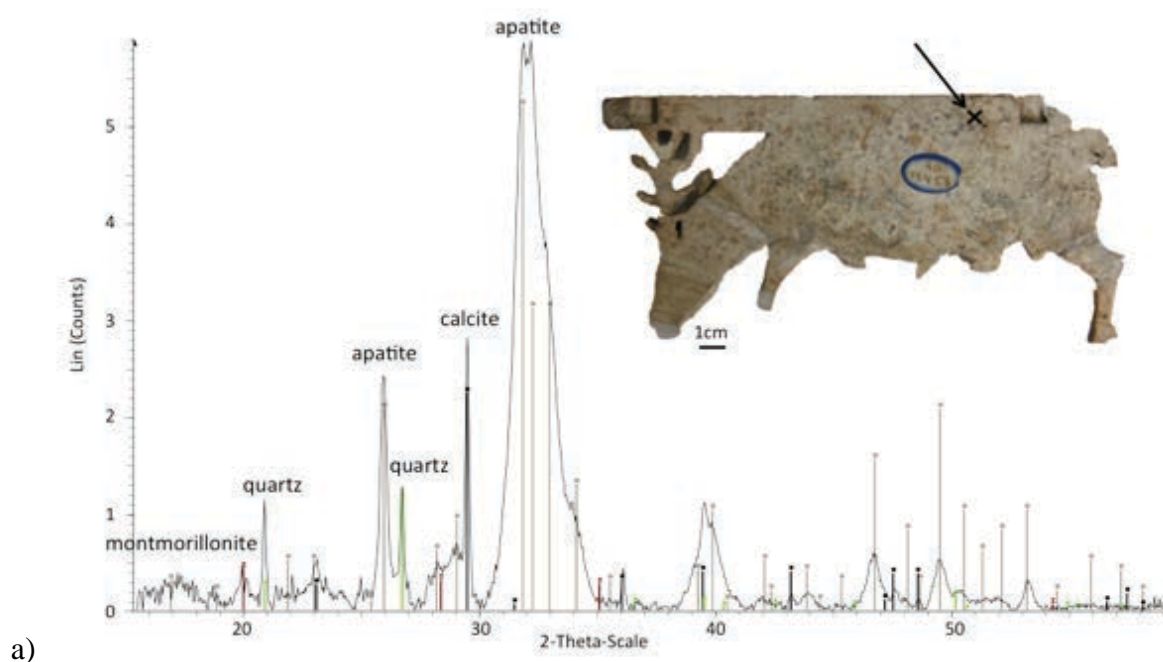 apatite
5
4
3
2
1
0
Lin (Counts)
calcite
apatite
quartz
quartz
montmorillonite
1cm
20
30
40
50
2-Theta-Scale
a)